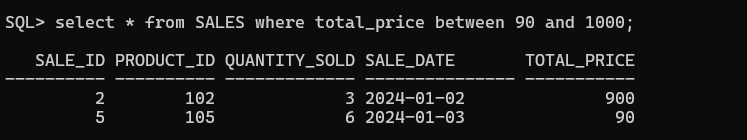 SQL> select * from SALES where total_price between 90 and 1000;
   SALE_ID PRODUCT_ID QUANTITY_SOLD SALE_DATE       TOTAL_PRICE
---------- ---------- ------------- --------------- -----------
         2        102             3 2024-01-02              900
         5        105             6 2024-01-03               90